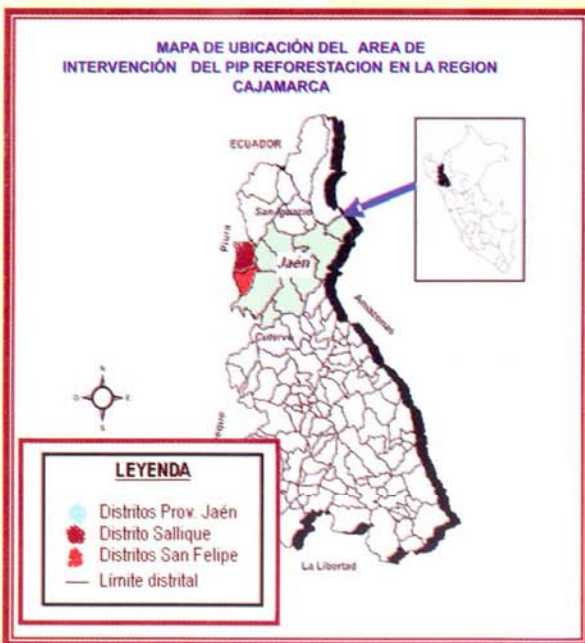 MAPA DE UBICACIÓN DEL AREA DE
INTERVENCIÓN DEL PIP REFORESTACION EN LA REGION
CAJAMARCA
ECUADOR
San Ignacio
Piura
Jaén
Amazonas
Cutervo
N
O
E
S
LEYENDA
Distritos Prov. Jaén
Distrito Sallique
Distritos San Felipe
Límite distrital
La Libertad